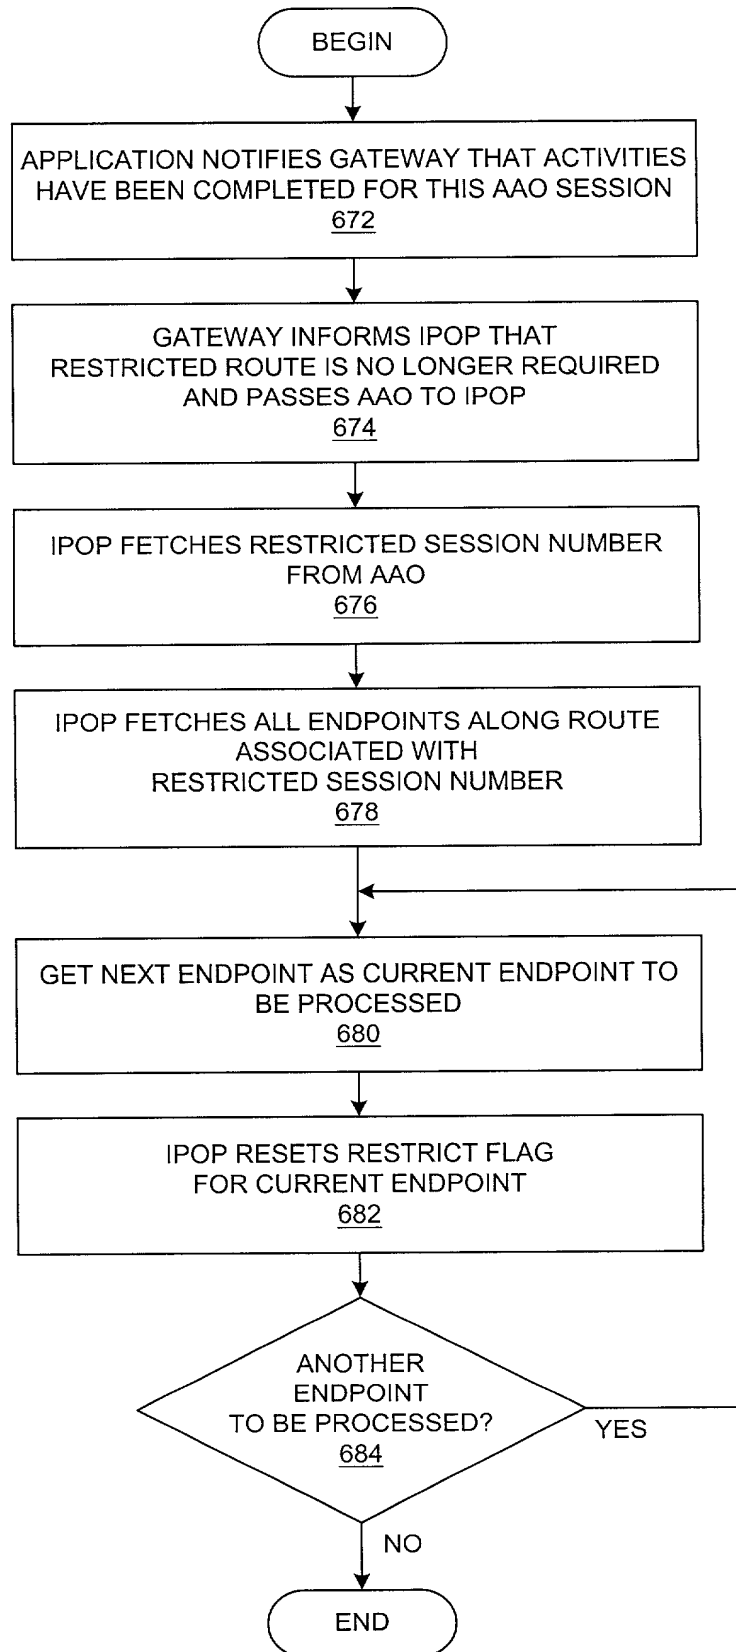 BEGIN
APPLICATION NOTIFIES GATEWAY THAT ACTIVITIES
HAVE BEEN COMPLETED FOR THIS AAO SESSION
672
GATEWAY INFORMS IPOP THAT
RESTRICTED ROUTE IS NO LONGER REQUIRED
AND PASSES AAO TO IPOP
674
IPOP FETCHES RESTRICTED SESSION NUMBER
FROM AAO
676
IPOP FETCHES ALL ENDPOINTS ALONG ROUTE
ASSOCIATED WITH
RESTRICTED SESSION NUMBER
678
GET NEXT ENDPOINT AS CURRENT ENDPOINT TO
BE PROCESSED
680
IPOP RESETS RESTRICT FLAG
FOR CURRENT ENDPOINT
682
ANOTHER
ENDPOINT
TO BE PROCESSED?
684
YES
NO
END